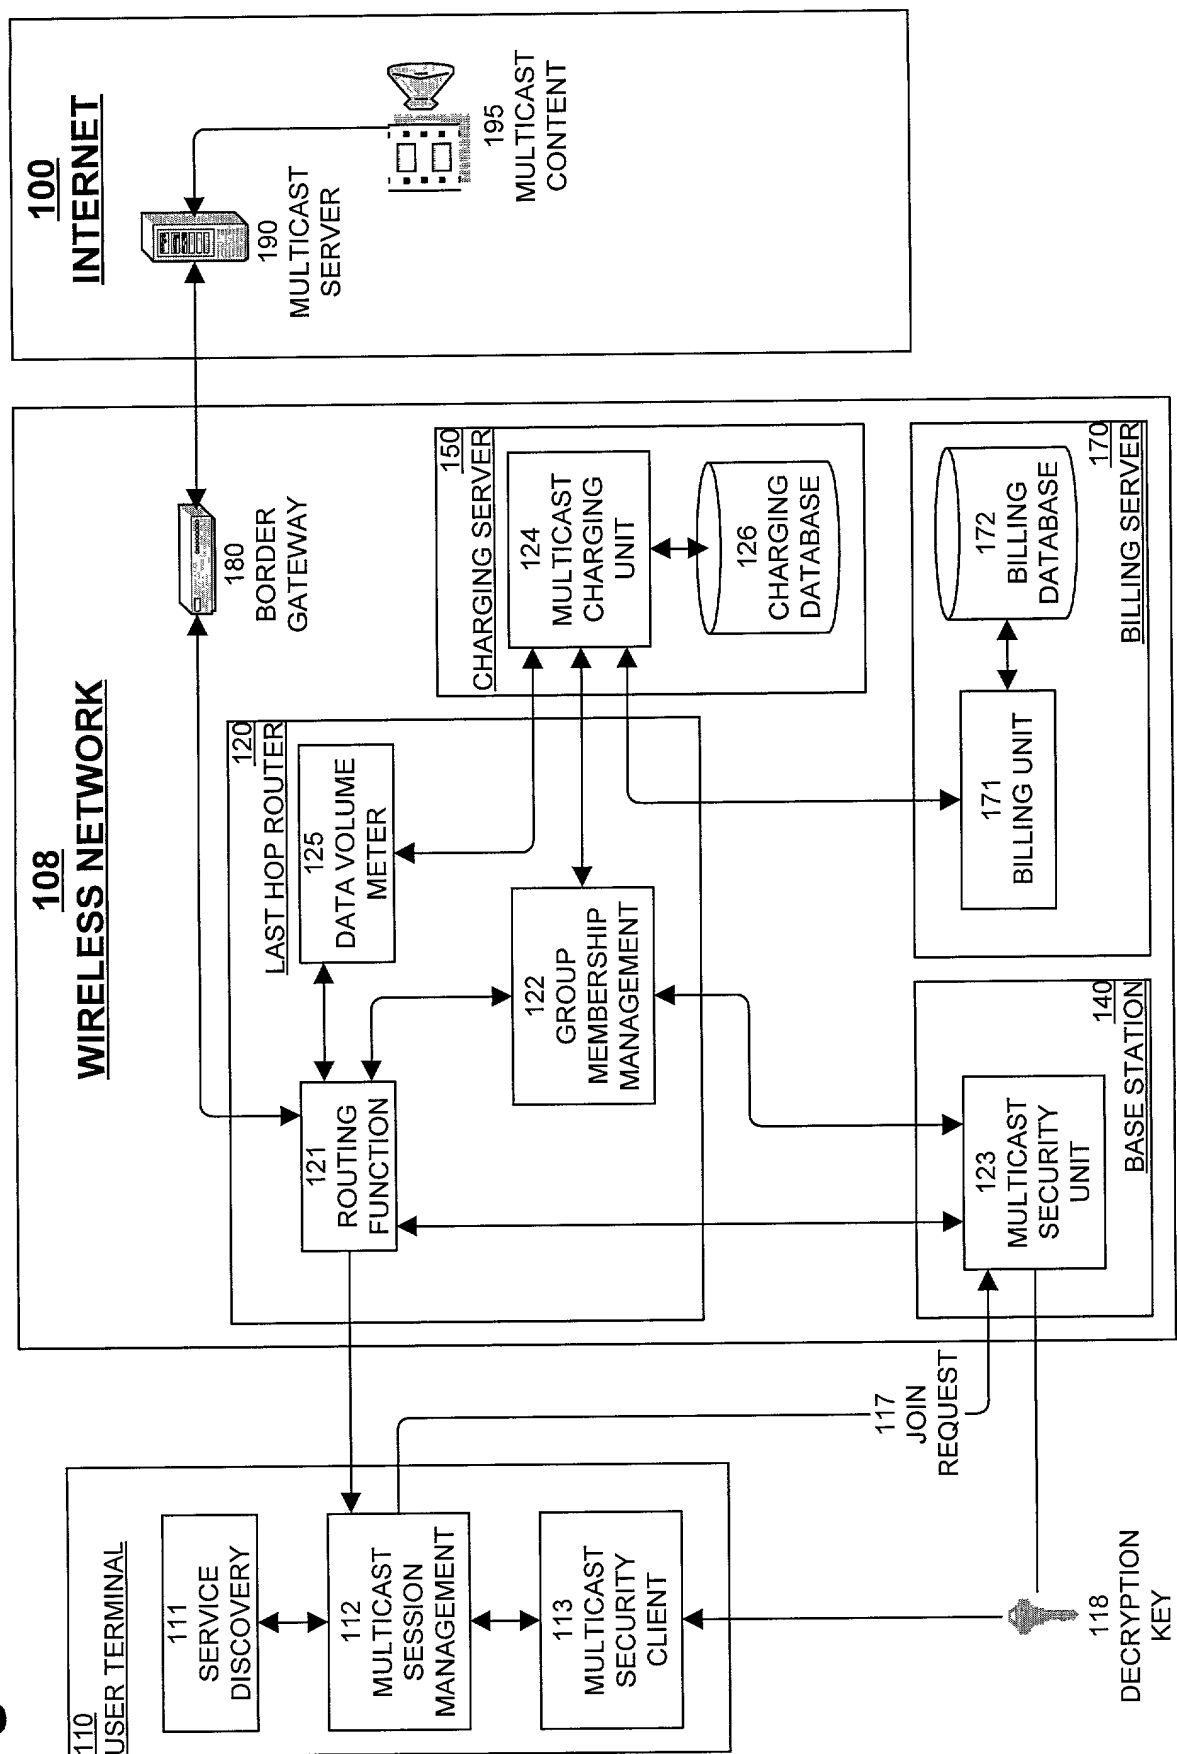 110
USER TERMINAL
111
SERVICE
DISCOVERY
112
MULTICAST
SESSION
MANAGEMENT
113
MULTICAST
SECURITY
CLIENT
117
JOIN
REQUEST
118
DECRYPTION
KEY
108
WIRELESS NETWORK
120
LAST HOP ROUTER
121
ROUTING
FUNCTION
125
DATA VOLUME
METER
122
GROUP
MEMBERSHIP
MANAGEMENT
140
BASE STATION
123
MULTICAST
SECURITY
UNIT
180
BORDER
GATEWAY
150
CHARGING SERVER
124
MULTICAST
CHARGING
UNIT
126
CHARGING
DATABASE
170
BILLING SERVER
171
BILLING UNIT
172
BILLING
DATABASE
100
INTERNET
190
MULTICAST
SERVER
195
MULTICAST
CONTENT